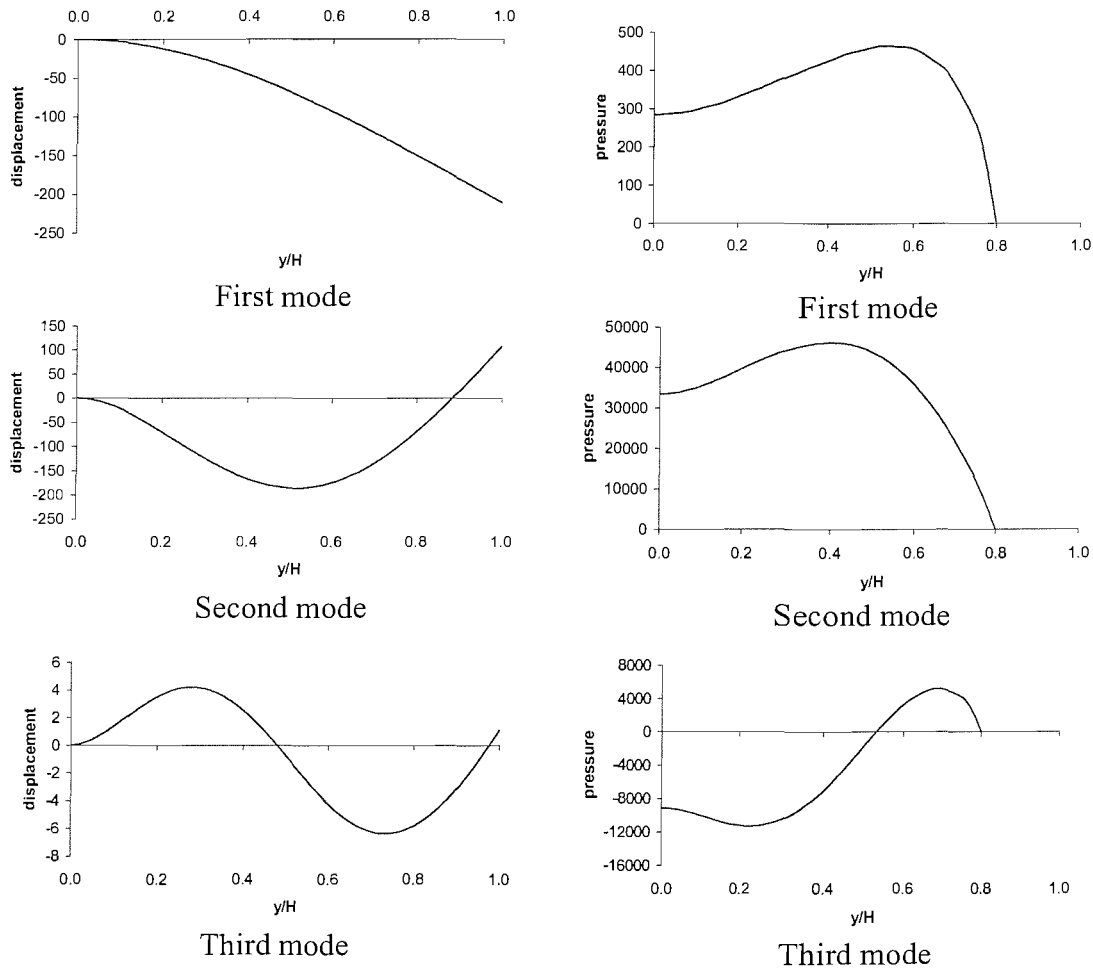 0.0 0.2 0.4 0.6 0.8 1.0
0
-50
-100
-150
-200
-250
displacement
y/H
First mode
500
400
300
200
100
0
pressure
0.0 0.2 0.4 0.6 0.8 1.0
y/H
First mode
150
100
50
0
-50
-100
-150
-200
-250
displacement
0.0 0.2 0.4 0.6 0.8 1.0
y/H
Second mode
50000
40000
30000
20000
10000
0
pressure
0.0 0.2 0.4 0.6 0.8 1.0
y/H
Second mode
6
4
2
0
-2
-4
-6
-8
displacement
0.0 0.2 0.4 0.6 0.8 1.0
y/H
Third mode
8000
4000
0
-4000
-8000
-12000
-16000
pressure
0.0 0.2 0.4 0.6 0.8 1.0
y/H
Third mode